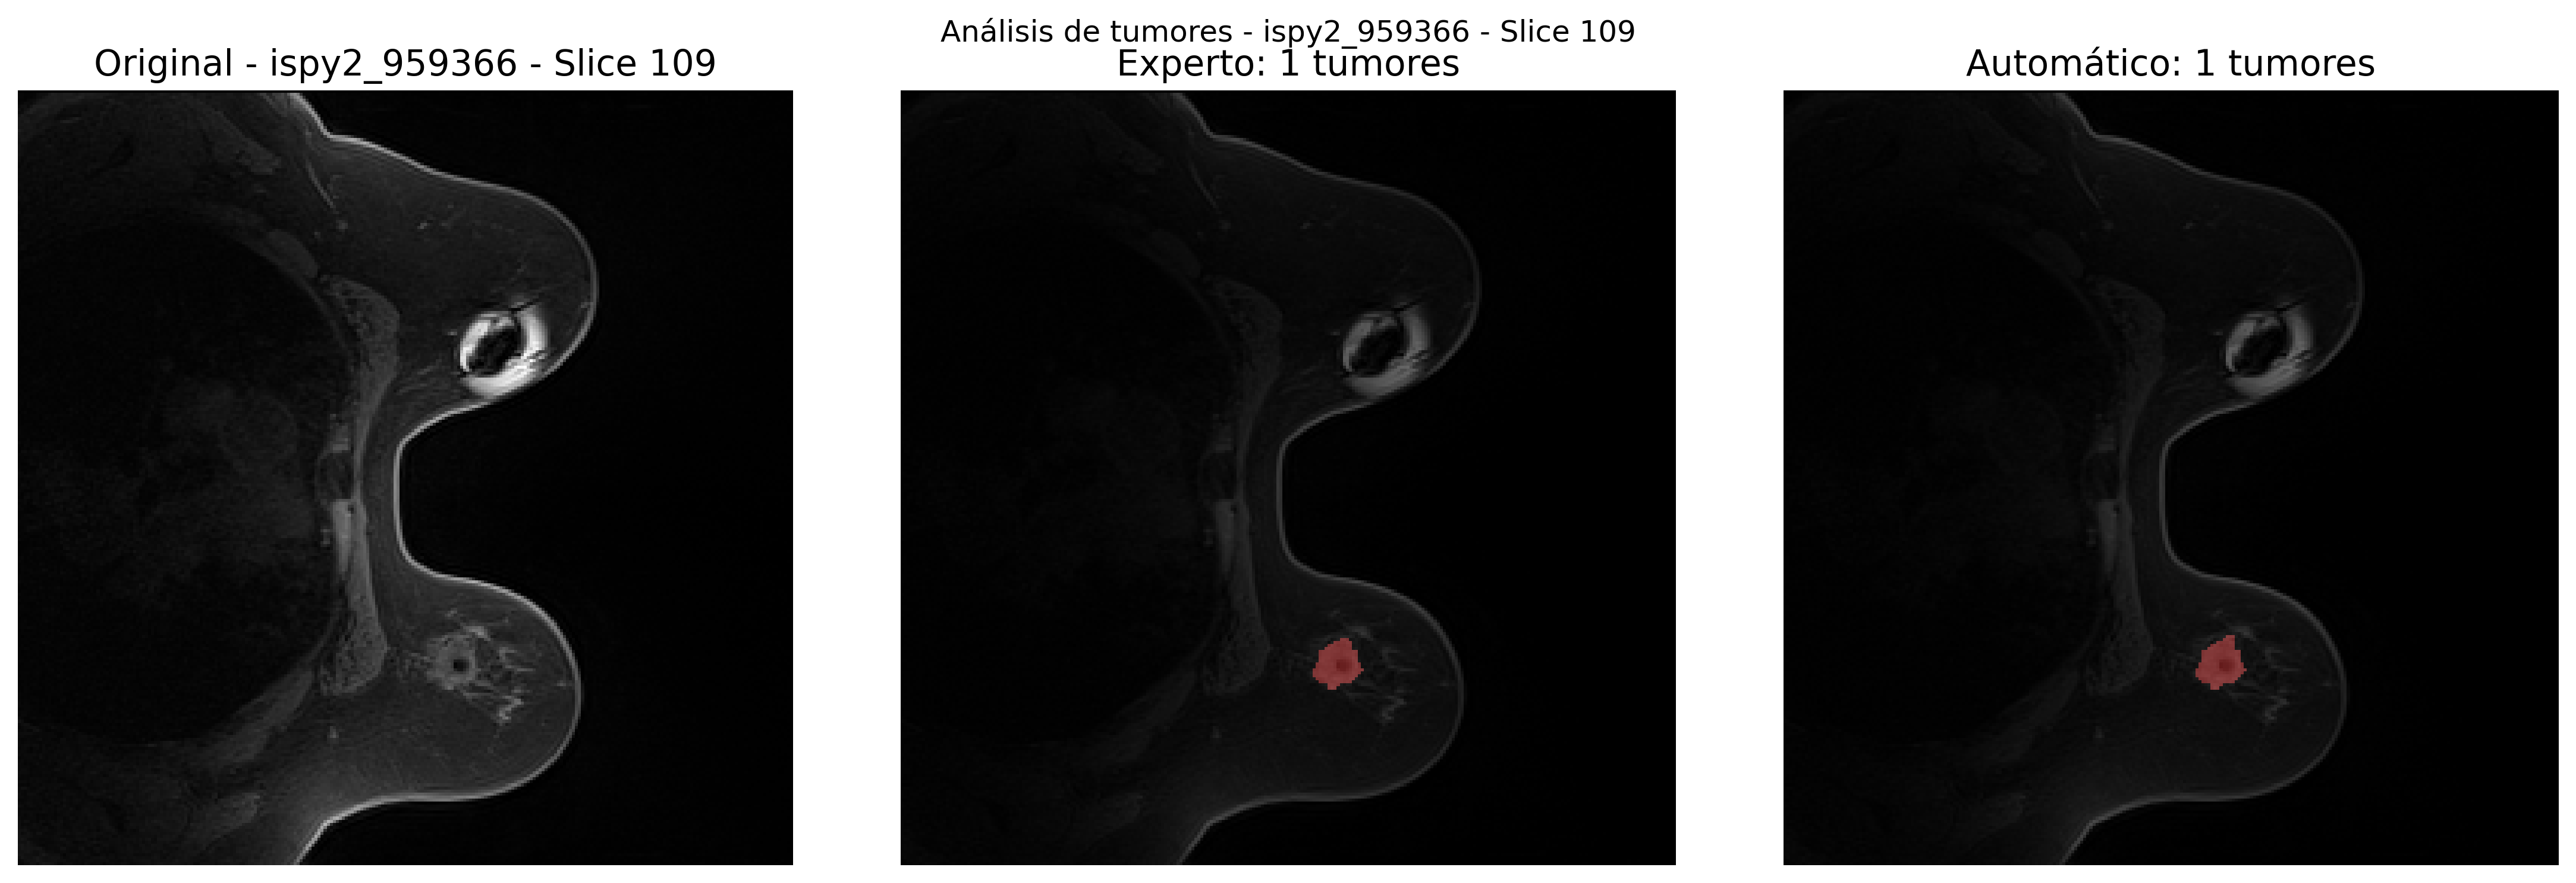 Análisis de tumores - ispy2_959366 - Slice 109
Original - ispy2_959366 - Slice 109
Experto: 1 tumores
Automático: 1 tumores